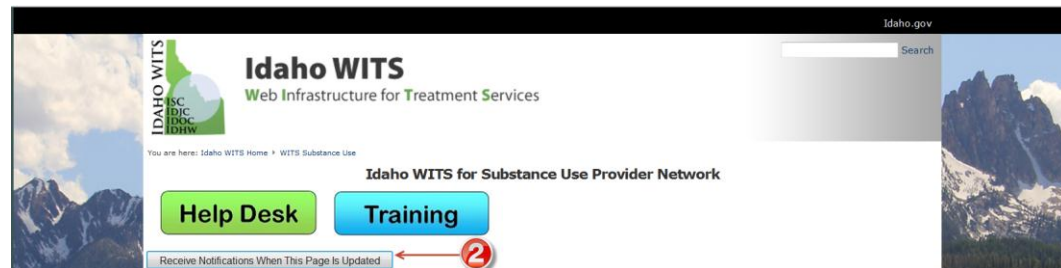 Idaho.gov
Search
IDAHO WITS
ISC
IDJC
IDOC
IDHW
Idaho WITS
Web Infrastructure for Treatment Services
You are here: Idaho WITS Home › WITS Substance Use
Idaho WITS for Substance Use Provider Network
Help Desk
Training
Receive Notifications When This Page Is Updated
2